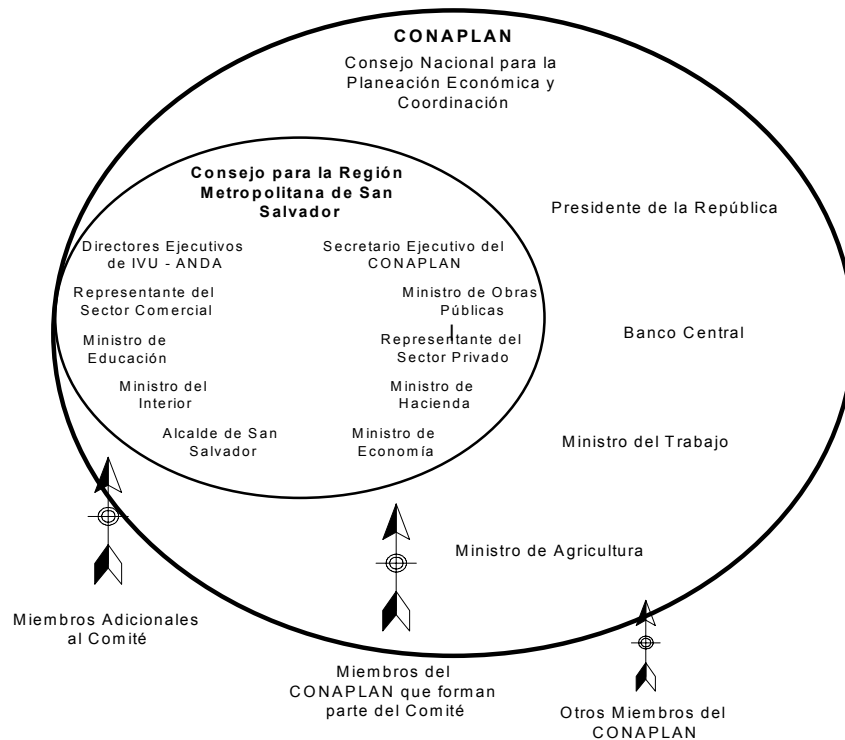 CONAPLAN
Consejo Nacional para la
Planeación Económica y
Coordinación
Consejo para la Región
Metropolitana de San
Salvador
Directores Ejecutivos
de IVU - ANDA
Representante del
Sector Comercial
Ministro de
Educación
Ministro del
Interior
Alcalde de San
Salvador
Secretario Ejecutivo del
CONAPLAN
Ministro de Obras
Públicas
Representante del
Sector Privado
Ministro de
Hacienda
Ministro de
Economía
Presidente de la República
Banco Central
Ministro del Trabajo
Ministro de Agricultura
Miembros Adicionales
al Comité
Miembros del
CONAPLAN que forman
parte del Comité
Otros Miembros del
CONAPLAN